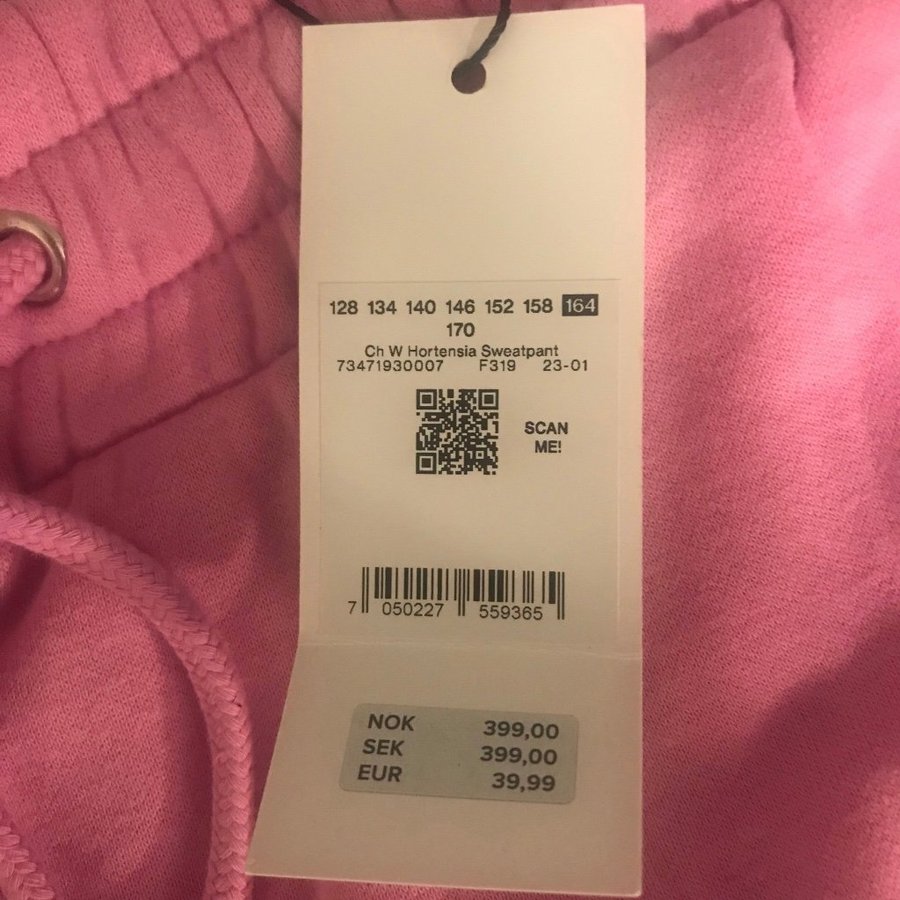 128 134 140 146 152 158 164
170
Ch W Hortensia Sweatpant
73471930007 F319 23-01
SCAN
ME!
7 050227 559365
NOK 399,00
SEK 399,00
EUR 39,99